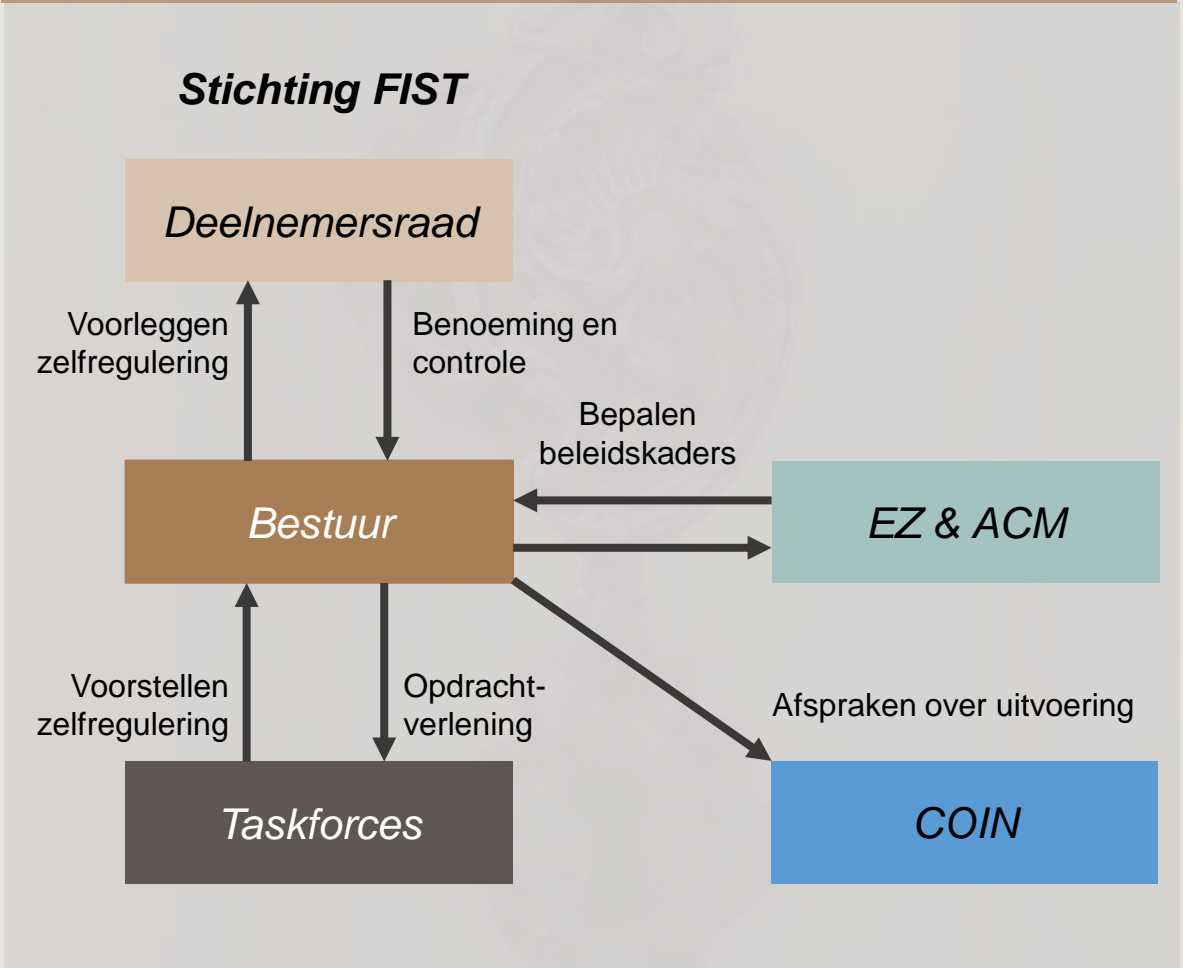 Stichting FIST
Deelnemersraad
Voorleggen
zelfregulering
Benoeming en
controle
Bepalen
beleidskaders
Bestuur
EZ & ACM
Voorstellen
zelfregulering
Opdracht-
verlening
Afspraken over uitvoering
Taskforces
COIN